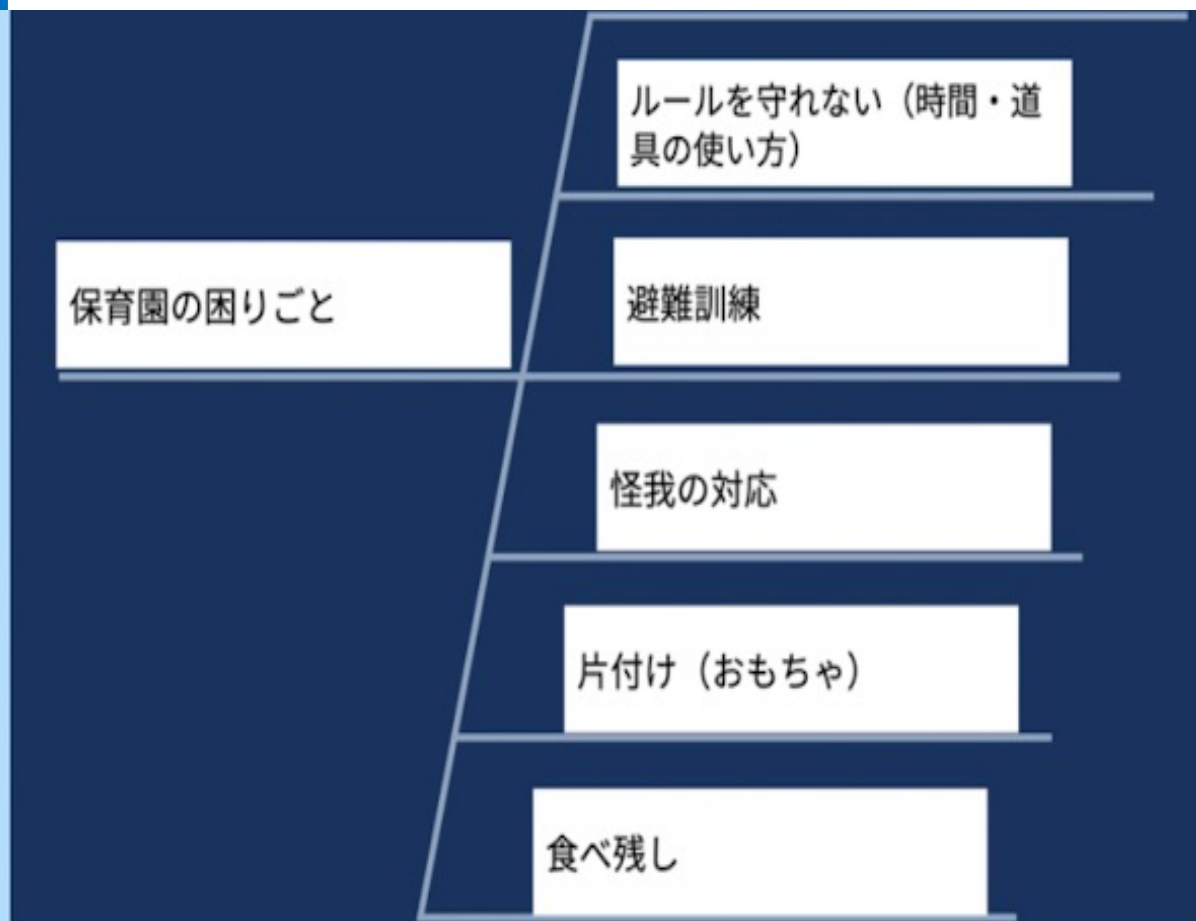 ルールを守れない（時間・道
具の使い方）
保育園の困りごと
避難訓練
怪我の対応
片付け（おもちゃ）
食べ残し